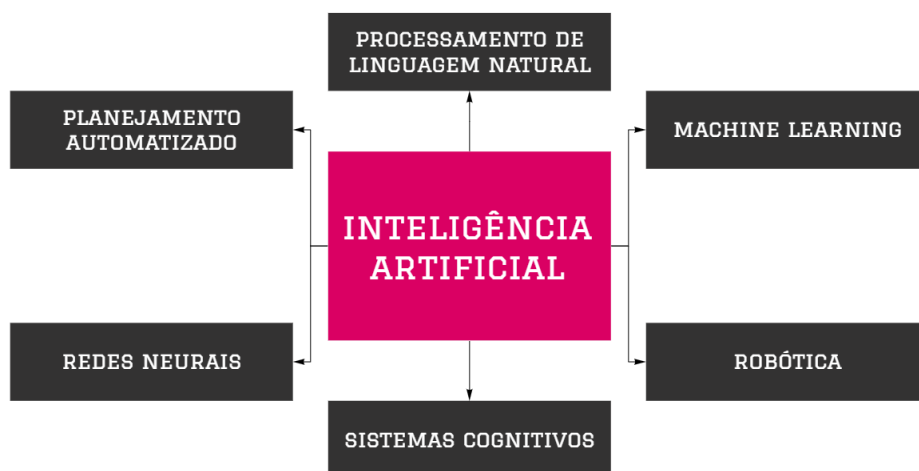 PROCESSAMENTO DE
LINGUAGEM NATURAL
PLANEJAMENTO
AUTOMATIZADO
MACHINE LEARNING
INTELIGÊNCIA
ARTIFICIAL
REDES NEURAIS
ROBÓTICA
SISTEMAS COGNITIVOS